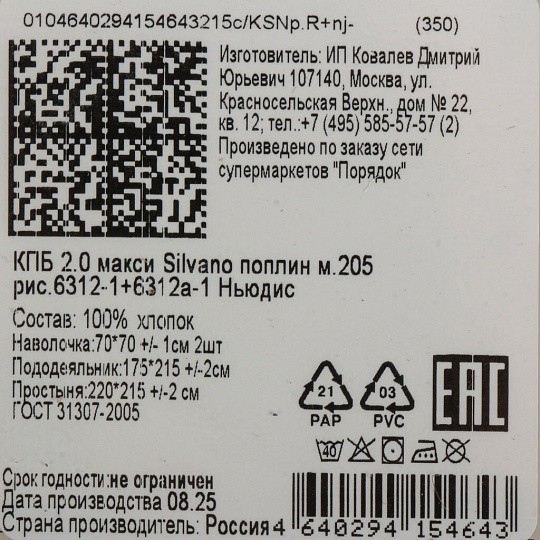 0104640294154643215c/KSNp.R+nj- (350)
Изготовитель: ИП Ковалев Дмитрий
Юрьевич 107140, Москва, ул.
Красносельская Верхн., дом № 22,
кв. 12; тел.:+7 (495) 585-57-57 (2)
Произведено по заказу сети
супермаркетов "Порядок"
КПБ 2.0 макси Silvano поплин м.205
рис.6312-1+6312а-1 Ньюдис
Состав: 100% хлопок
Наволочка:70*70 +/- 1см 2шт
Пододеяльник:175*215 +/-2см
Простыня:220*215 +/-2 см
ГОСТ 31307-2005
21 03
PAP PVC
EAC
40
Срок годности:не ограничен
Дата производства 08.25
Страна производитель: Россия
4 640294 154643